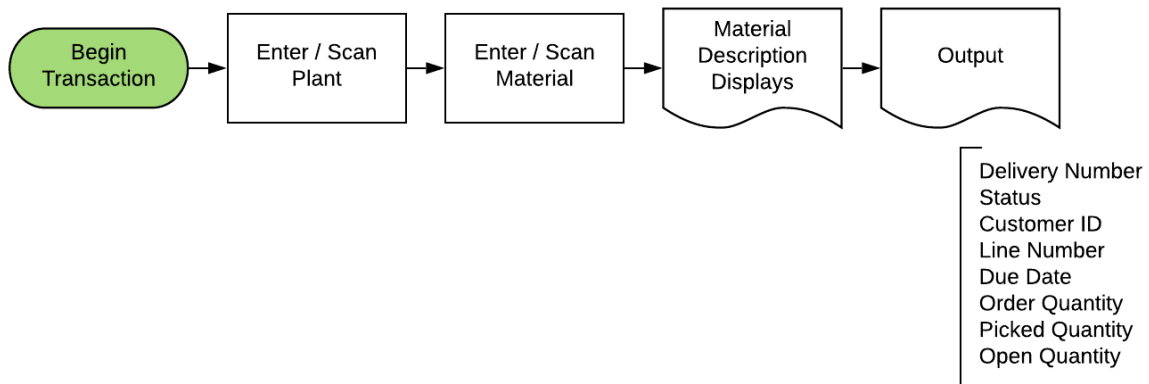 Begin
Transaction
Enter / Scan
Plant
Enter / Scan
Material
Material
Description
Displays
Output
Delivery Number
Status
Customer ID
Line Number
Due Date
Order Quantity
Picked Quantity
Open Quantity